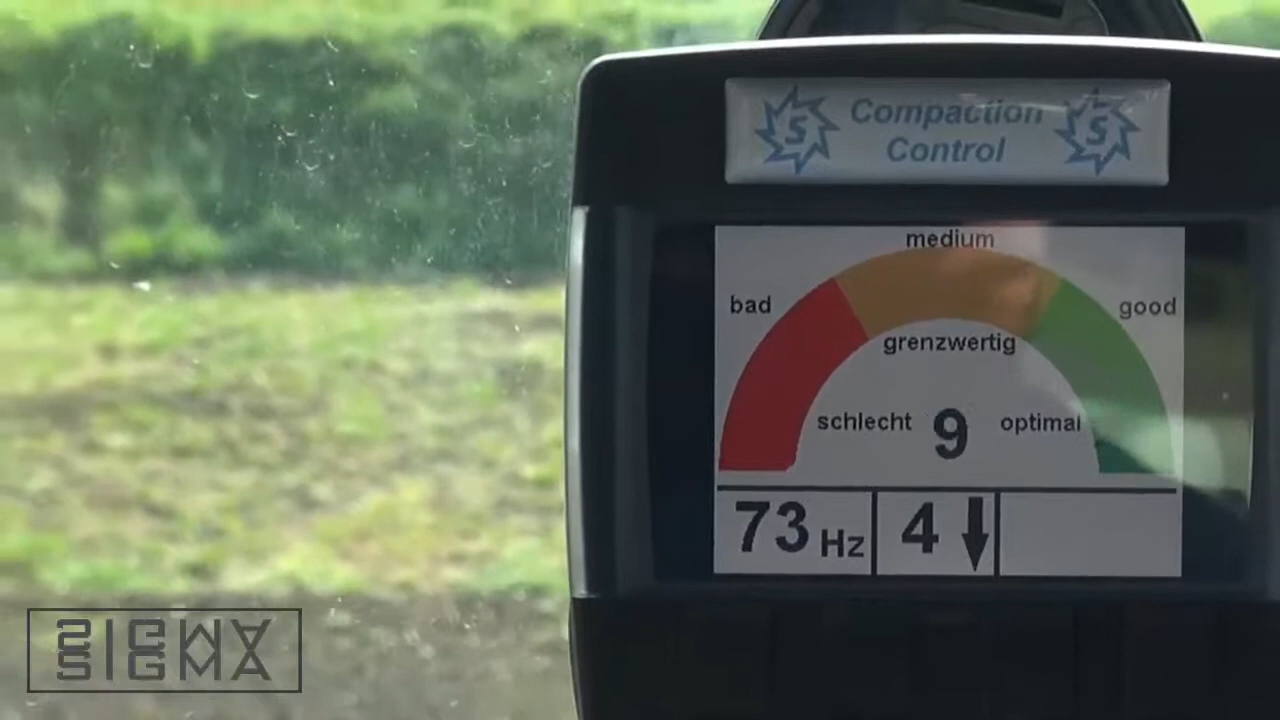 S Compaction S
Control
medium
bad
good
grenzwertig
schlecht 9 optimal
73 Hz 4
SIGMA